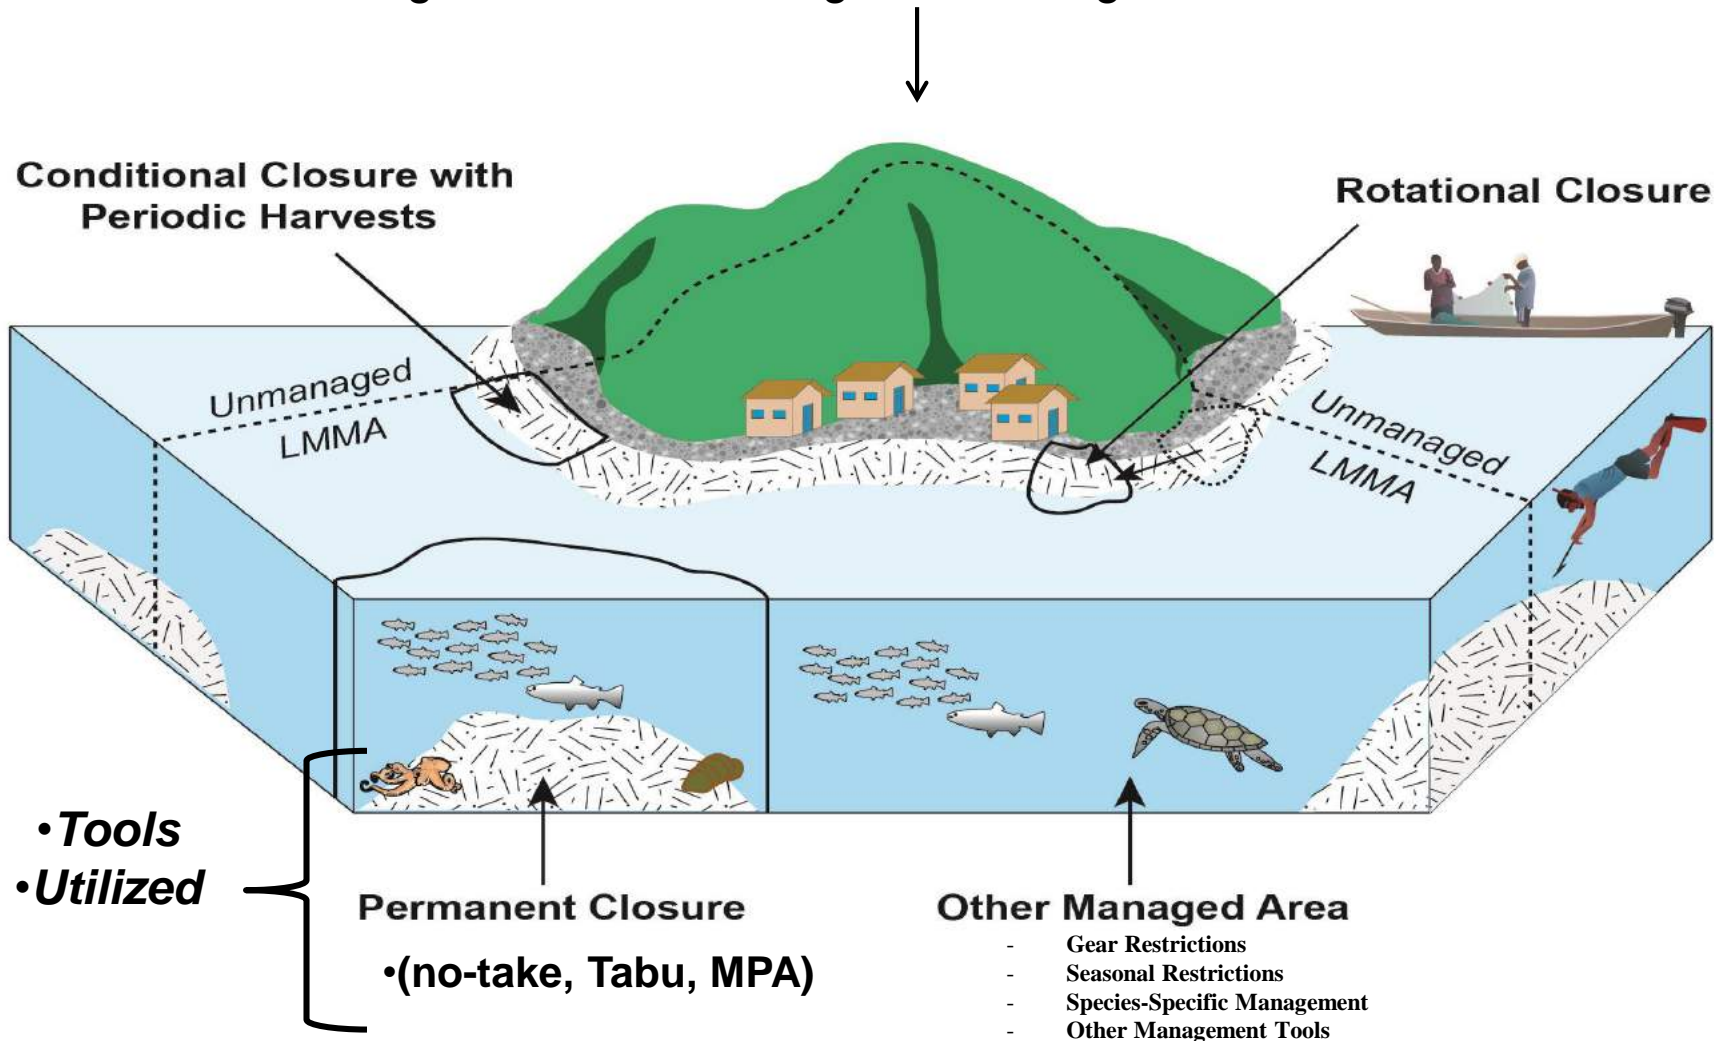 Conditional Closure with
Periodic Harvests
Rotational Closure
Unmanaged
LMMA
Unmanaged
LMMA
•Tools
•Utilized
Permanent Closure
•(no-take, Tabu, MPA)
Other Managed Area
- Gear Restrictions
- Seasonal Restrictions
- Species-Specific Management
- Other Management Tools